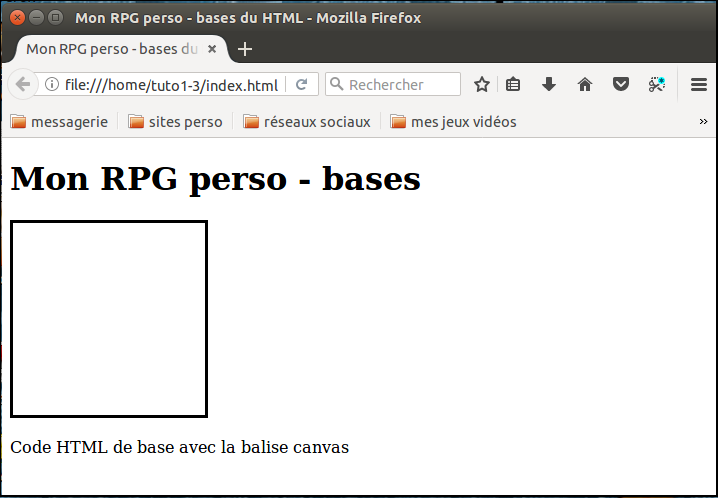 Mon RPG perso - bases du HTML - Mozilla Firefox
Mon RPG perso - bases du
file:///home/tuto1-3/index.html Rechercher
messagerie sites perso réseaux sociaux mes jeux vidéos
Mon RPG perso - bases
Code HTML de base avec la balise canvas